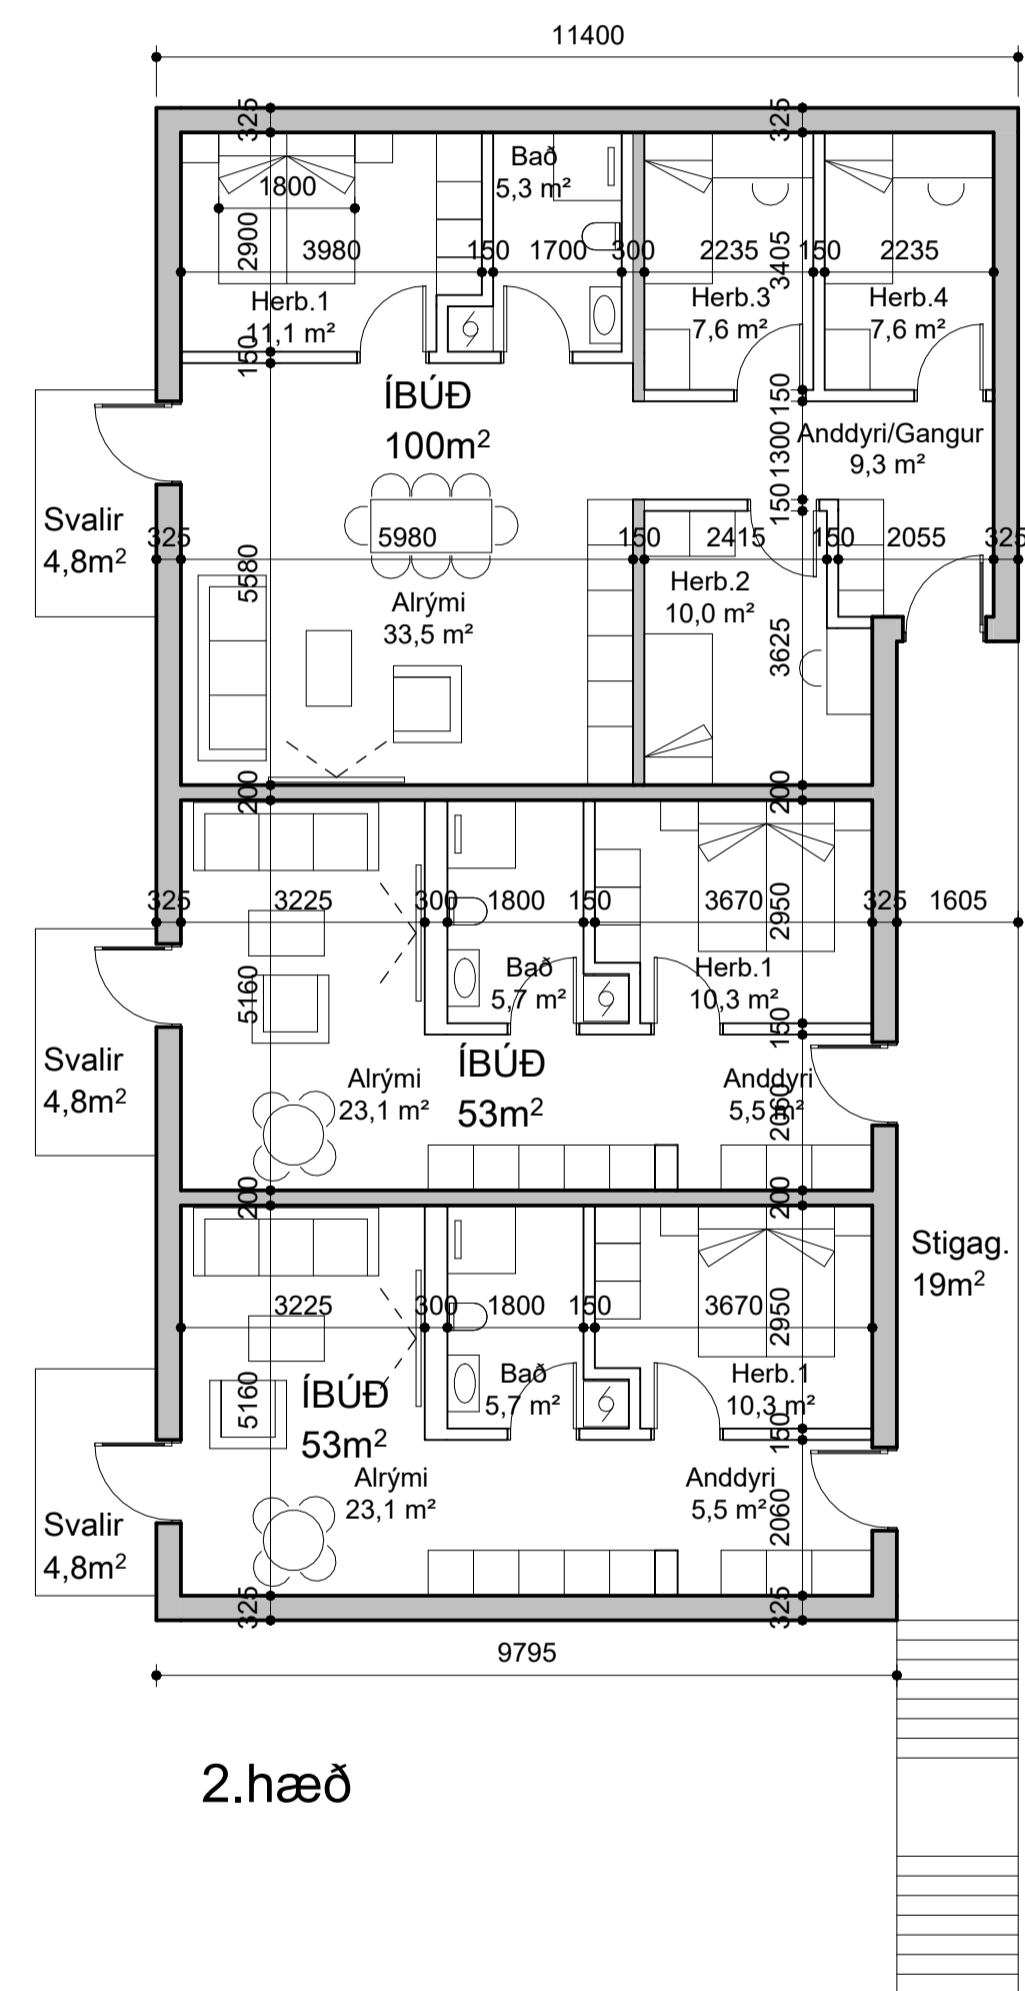 11400
325
325
Bað
5,3 m²
1800
2900
3980
150
1700
300
2235
3405
150
2235
Herb.1
11,1 m²
Herb.3
7,6 m²
Herb.4
7,6 m²
150
ÍBÚÐ
100m²
150
Anddyri/Gangur
9,3 m²
1300
150
Svalir
4,8m²
325
5980
150
2415
150
2055
325
5580
Alrými
33,5 m²
Herb.2
10,0 m²
3625
200
200
325
3225
300
1800
150
3670
2950
325
1605
Bað
5,7 m²
Herb.1
10,3 m²
5160
150
Svalir
4,8m²
ÍBÚÐ
53m²
Alrými
23,1 m²
Anddyri
5,5 m²
2060
200
200
Stigag.
19m²
3225
300
1800
150
3670
2950
Bað
5,7 m²
Herb.1
10,3 m²
5160
ÍBÚÐ
53m²
150
Alrými
23,1 m²
Anddyri
5,5 m²
2060
Svalir
4,8m²
325
325
9795
2.hæð